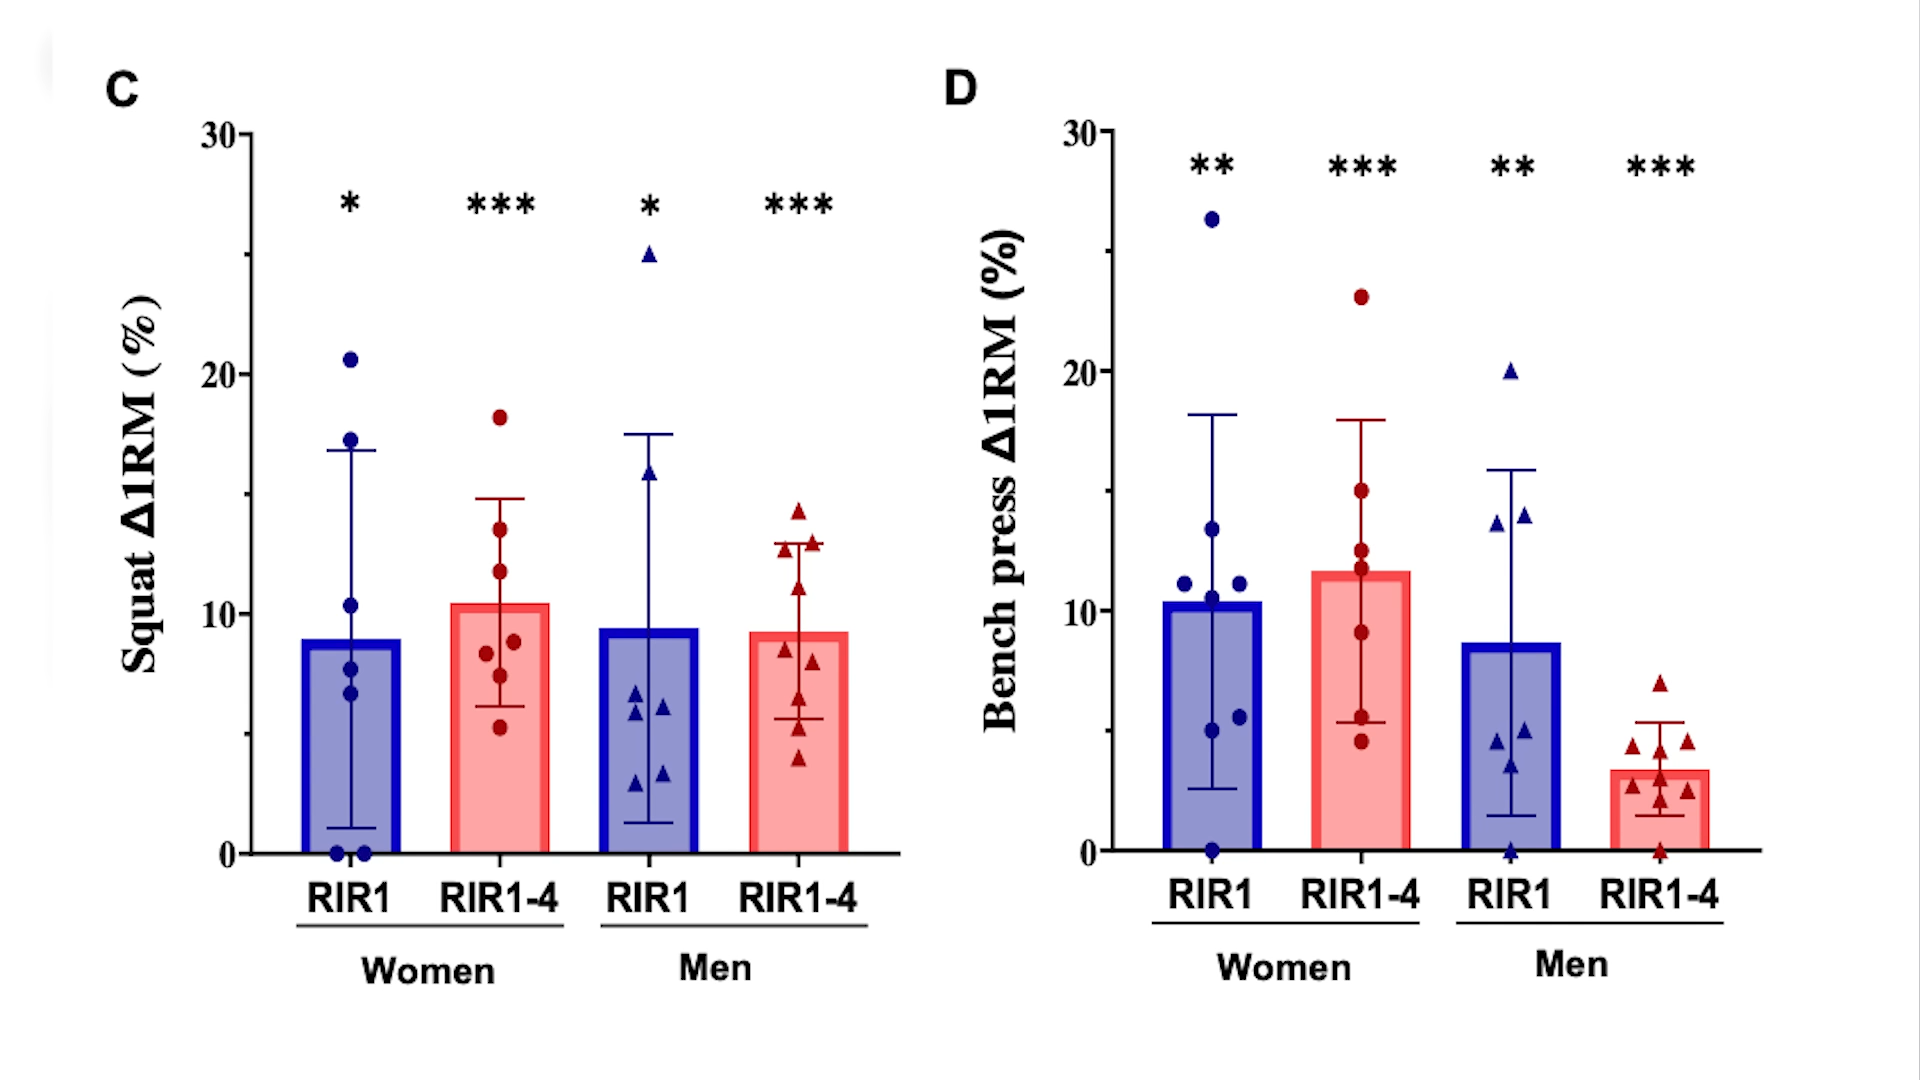 C
Squat Δ1RM (%)
30
20
10
0
* *** * ***
RIR1 RIR1-4 RIR1 RIR1-4
Women Men
D
Bench press Δ1RM (%)
30
20
10
0
** *** ** ***
RIR1 RIR1-4 RIR1 RIR1-4
Women Men